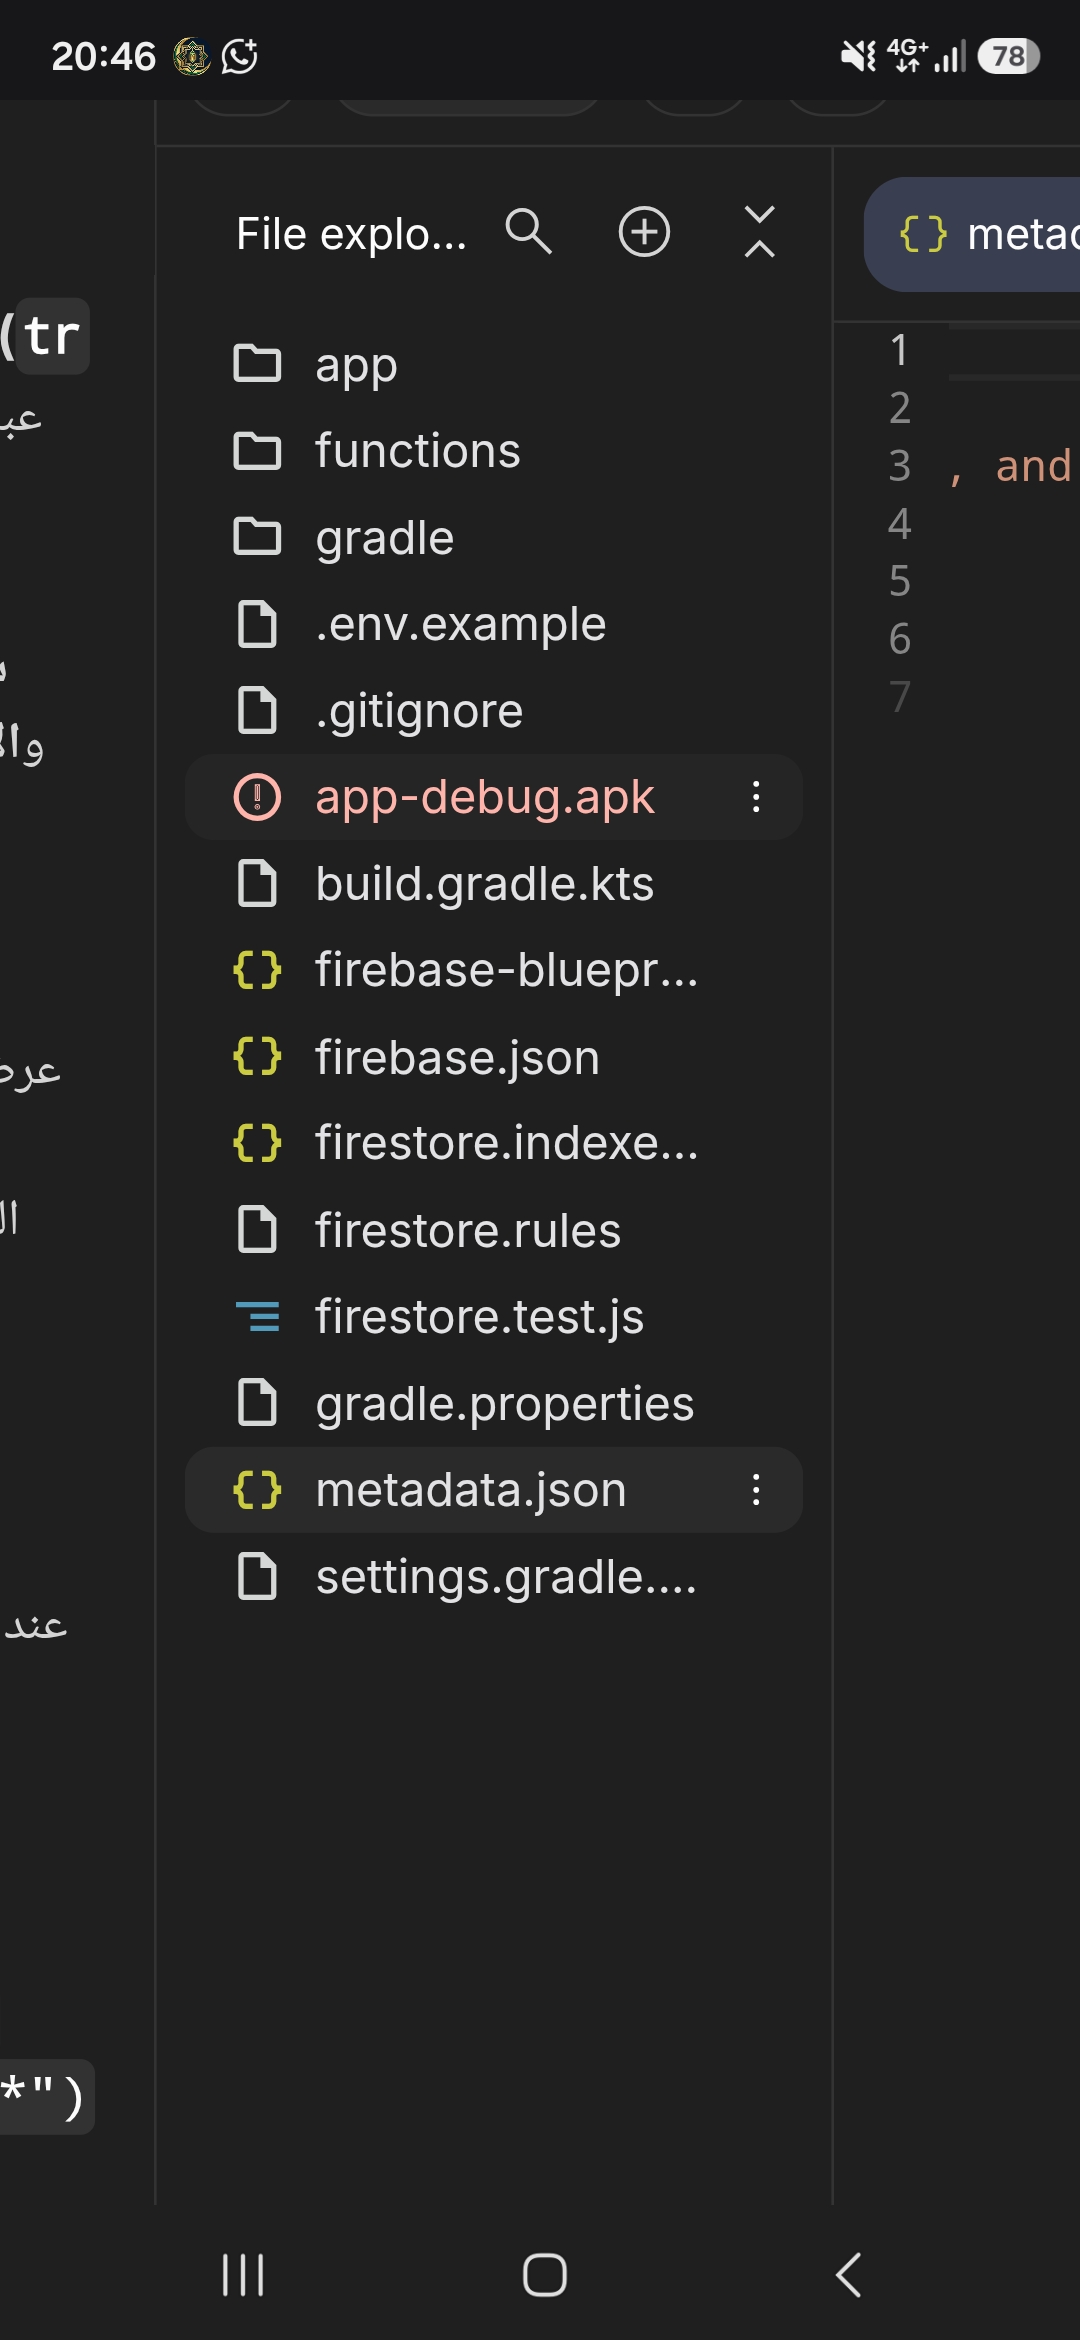 20:46
4G+
78
File explo...
metad
(tr
app
functions
gradle
.env.example
.gitignore
app-debug.apk
build.gradle.kts
firebase-bluepr...
firebase.json
firestore.indexe...
firestore.rules
firestore.test.js
gradle.properties
metadata.json
settings.gradle....
1
2
3 , and
4
5
6
7
عند
*")